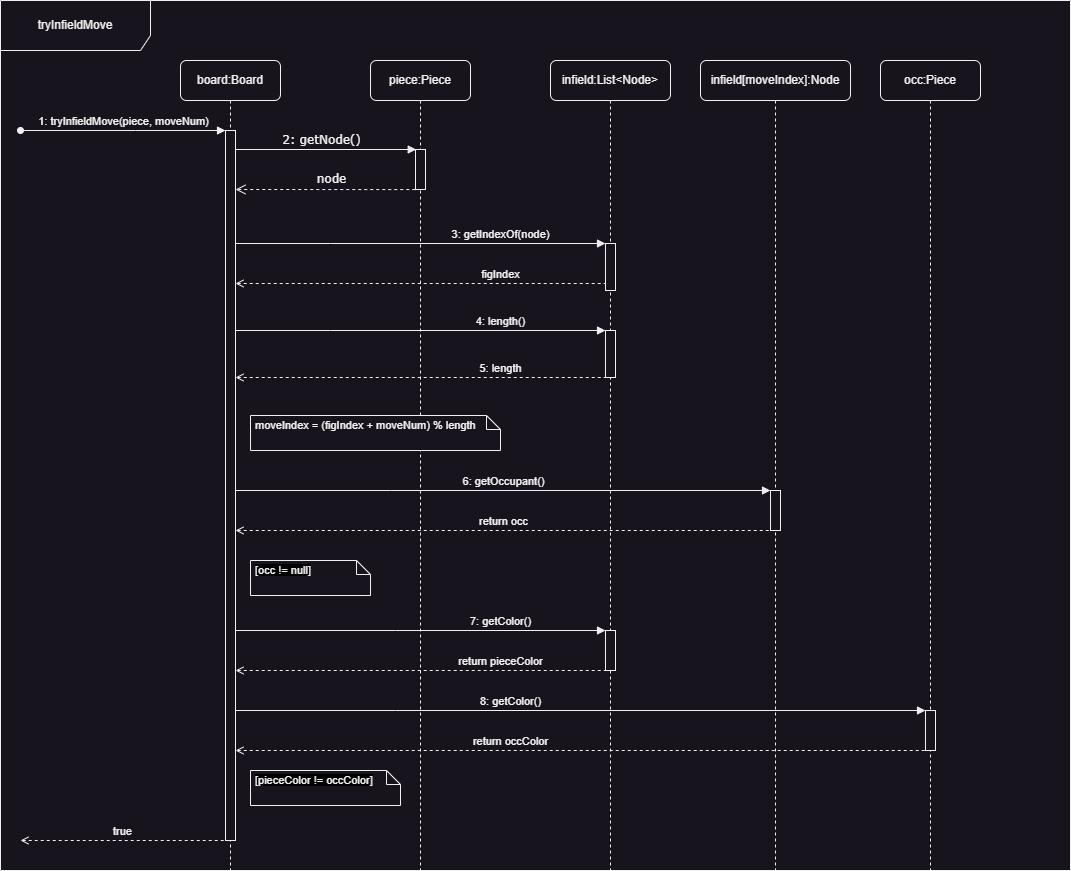 tryInfieldMove
board:Board
piece:Piece
infield:List<Node>
infield[moveIndex]:Node
occ:Piece
1: tryInfieldMove(piece, moveNum)
2: getNode()
node
3: getIndexOf(node)
figIndex
4: length()
5: length
moveIndex = (figIndex + moveNum) % length
6: getOccupant()
return occ
[occ != null]
7: getColor()
return pieceColor
8: getColor()
return occColor
[pieceColor != occColor]
true